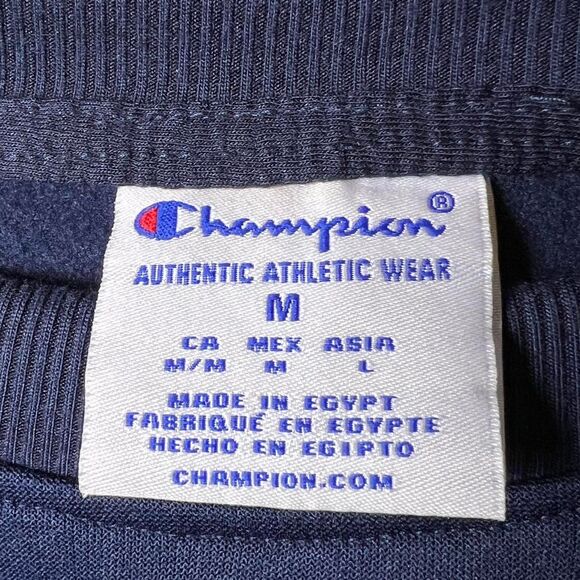 Champion®
AUTHENTIC ATHLETIC WEAR
M
CA MEX ASIA
M/M M L
MADE IN EGYPT
FABRIQUÉ EN EGYPTE
HECHO EN EGIPTO
CHAMPION.COM